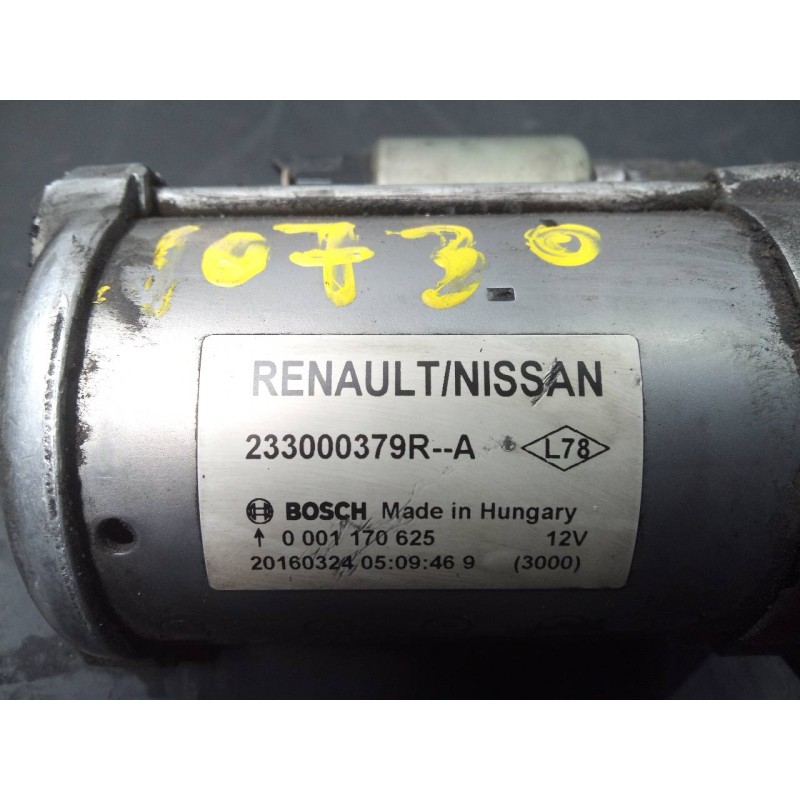 10730
RENAULT/NISSAN
233000379R--A L78
BOSCH Made in Hungary
↑ 0 001 170 625 12V
20160324 05:09:46 9 (3000)